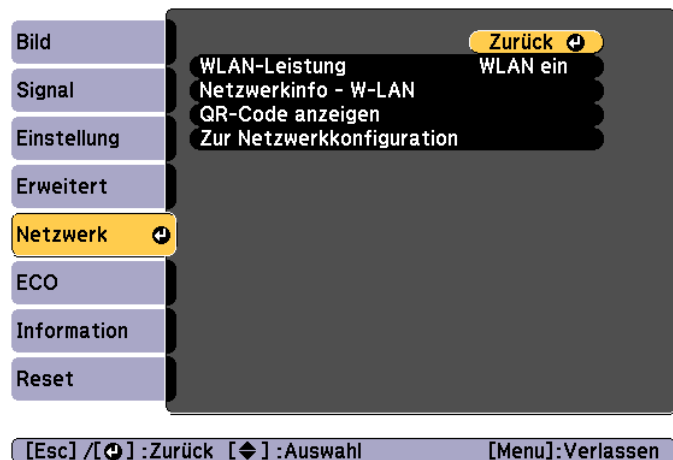 Bild
Signal
Einstellung
Erweitert
Netzwerk
ECO
Information
Reset
Zurück
WLAN-Leistung WLAN ein
Netzwerkinfo - W-LAN
QR-Code anzeigen
Zur Netzwerkkonfiguration
[Esc] /[⏎] :Zurück [◆] :Auswahl [Menu]:Verlassen